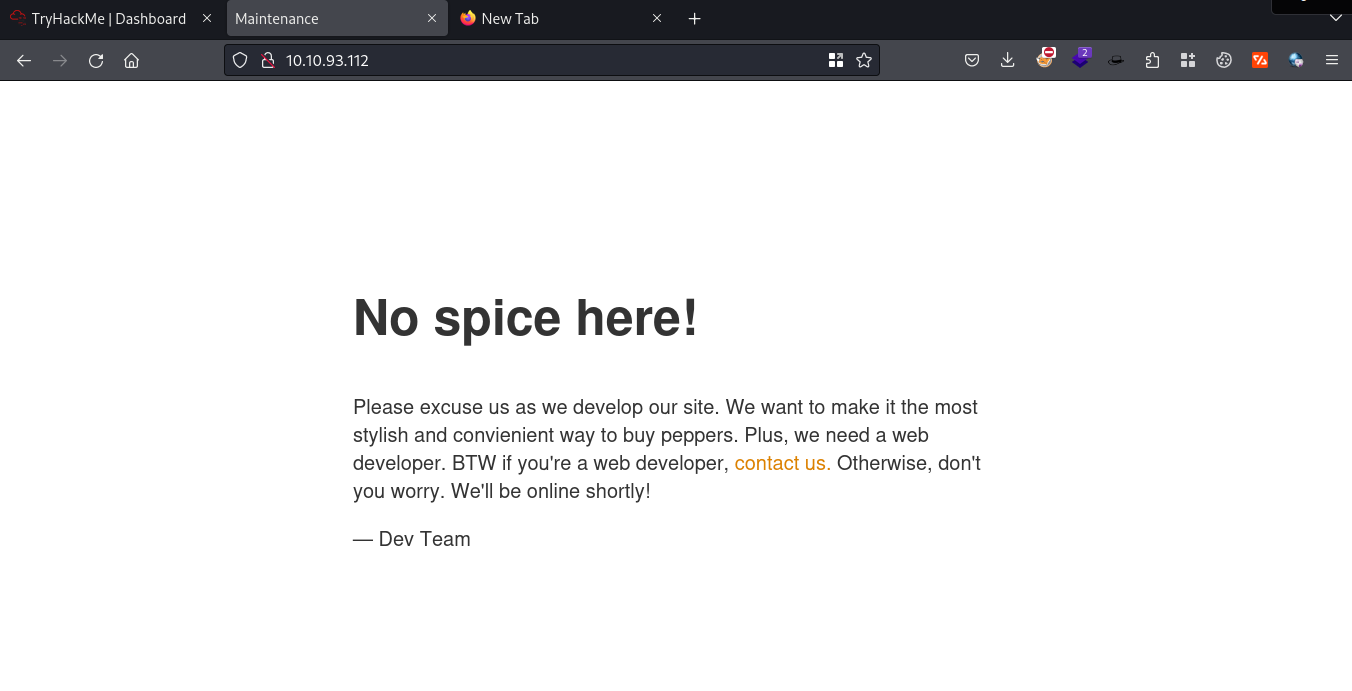 TryHackMe | Dashboard
Maintenance
New Tab
10.10.93.112
2
No spice here!
Please excuse us as we develop our site. We want to make it the most
stylish and convienient way to buy peppers. Plus, we need a web
developer. BTW if you're a web developer, contact us. Otherwise, don't
you worry. We'll be online shortly!
— Dev Team